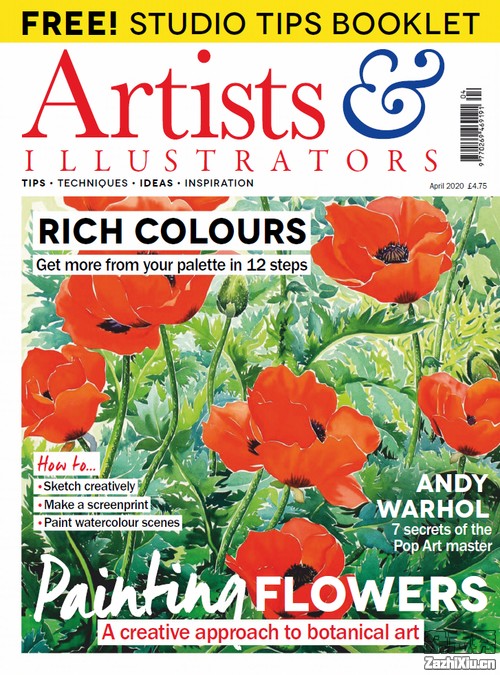 FREE! STUDIO TIPS BOOKLET
Artists &
ILLUSTRATORS
TIPS • TECHNIQUES • IDEAS • INSPIRATION
April 2020 £4.75
04
9770269469191
RICH COLOURS
Get more from your palette in 12 steps
How to...
• Sketch creatively
• Make a screenprint
• Paint watercolour scenes
ANDY
WARHOL
7 secrets of the
Pop Art master
Painting FLOWERS
A creative approach to botanical art
ZazhiXiu.cn